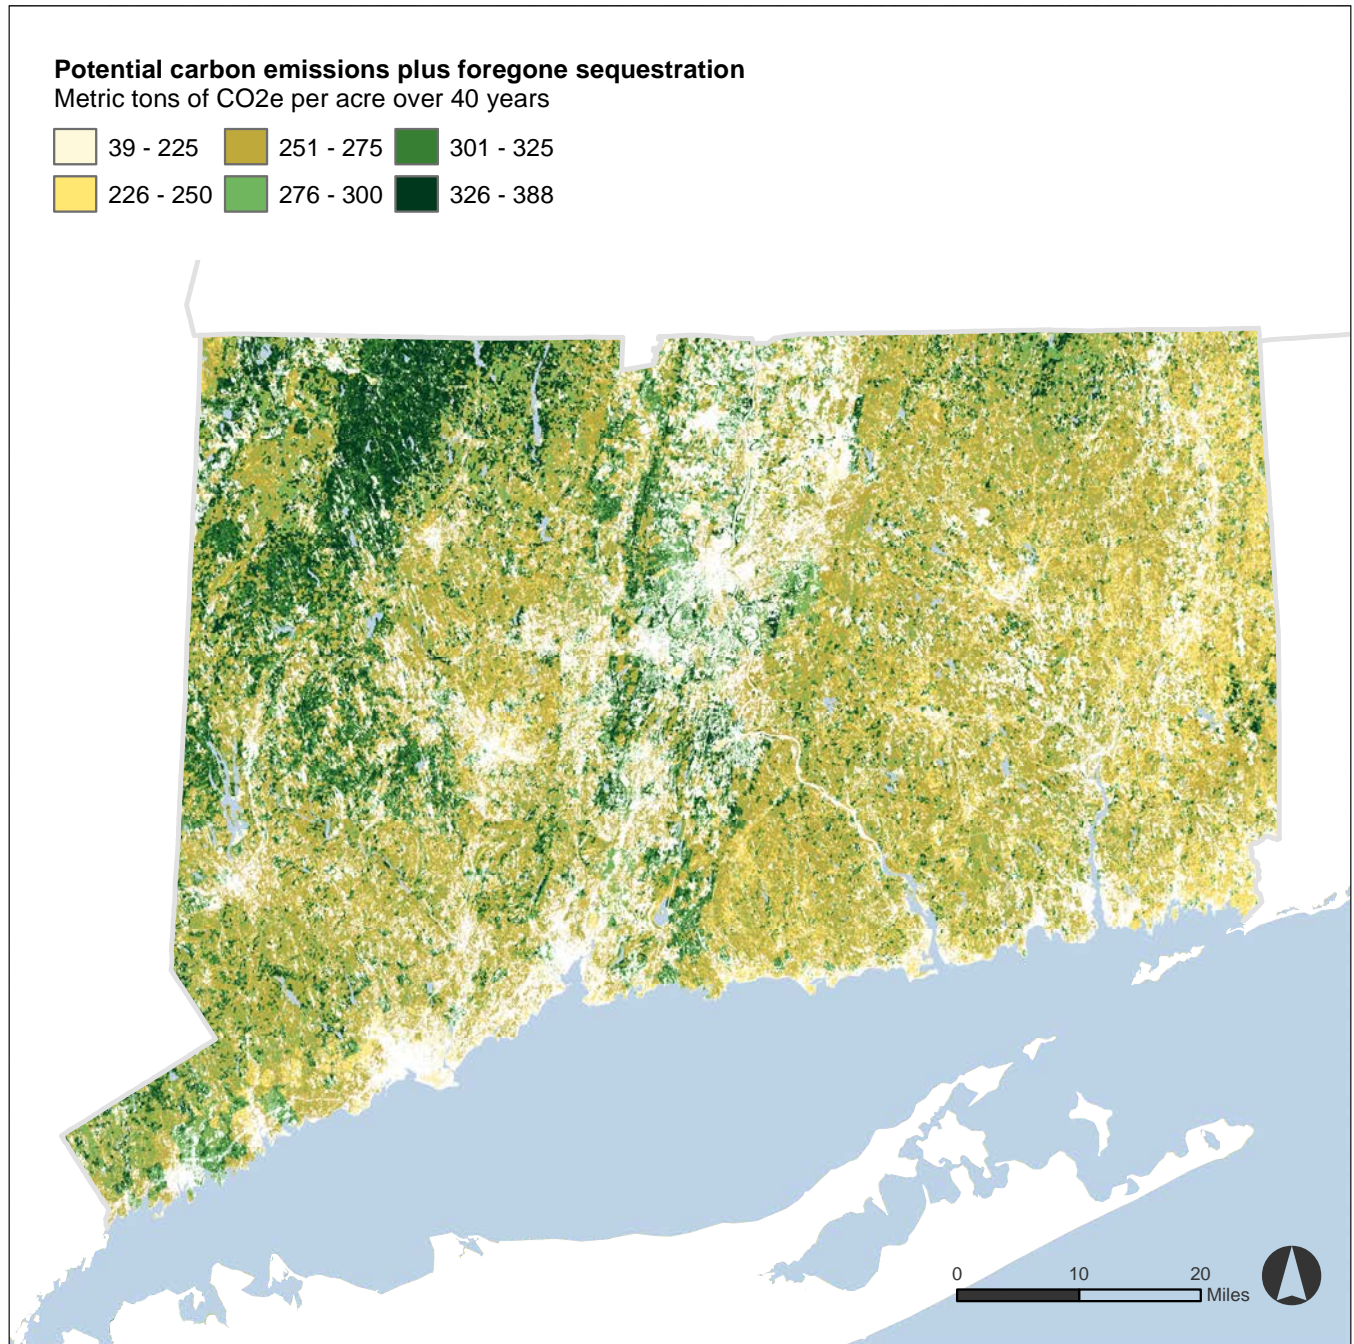 Potential carbon emissions plus foregone sequestration
Metric tons of CO2e per acre over 40 years
39 - 225 251 - 275 301 - 325
226 - 250 276 - 300 326 - 388
0 10 20
Miles